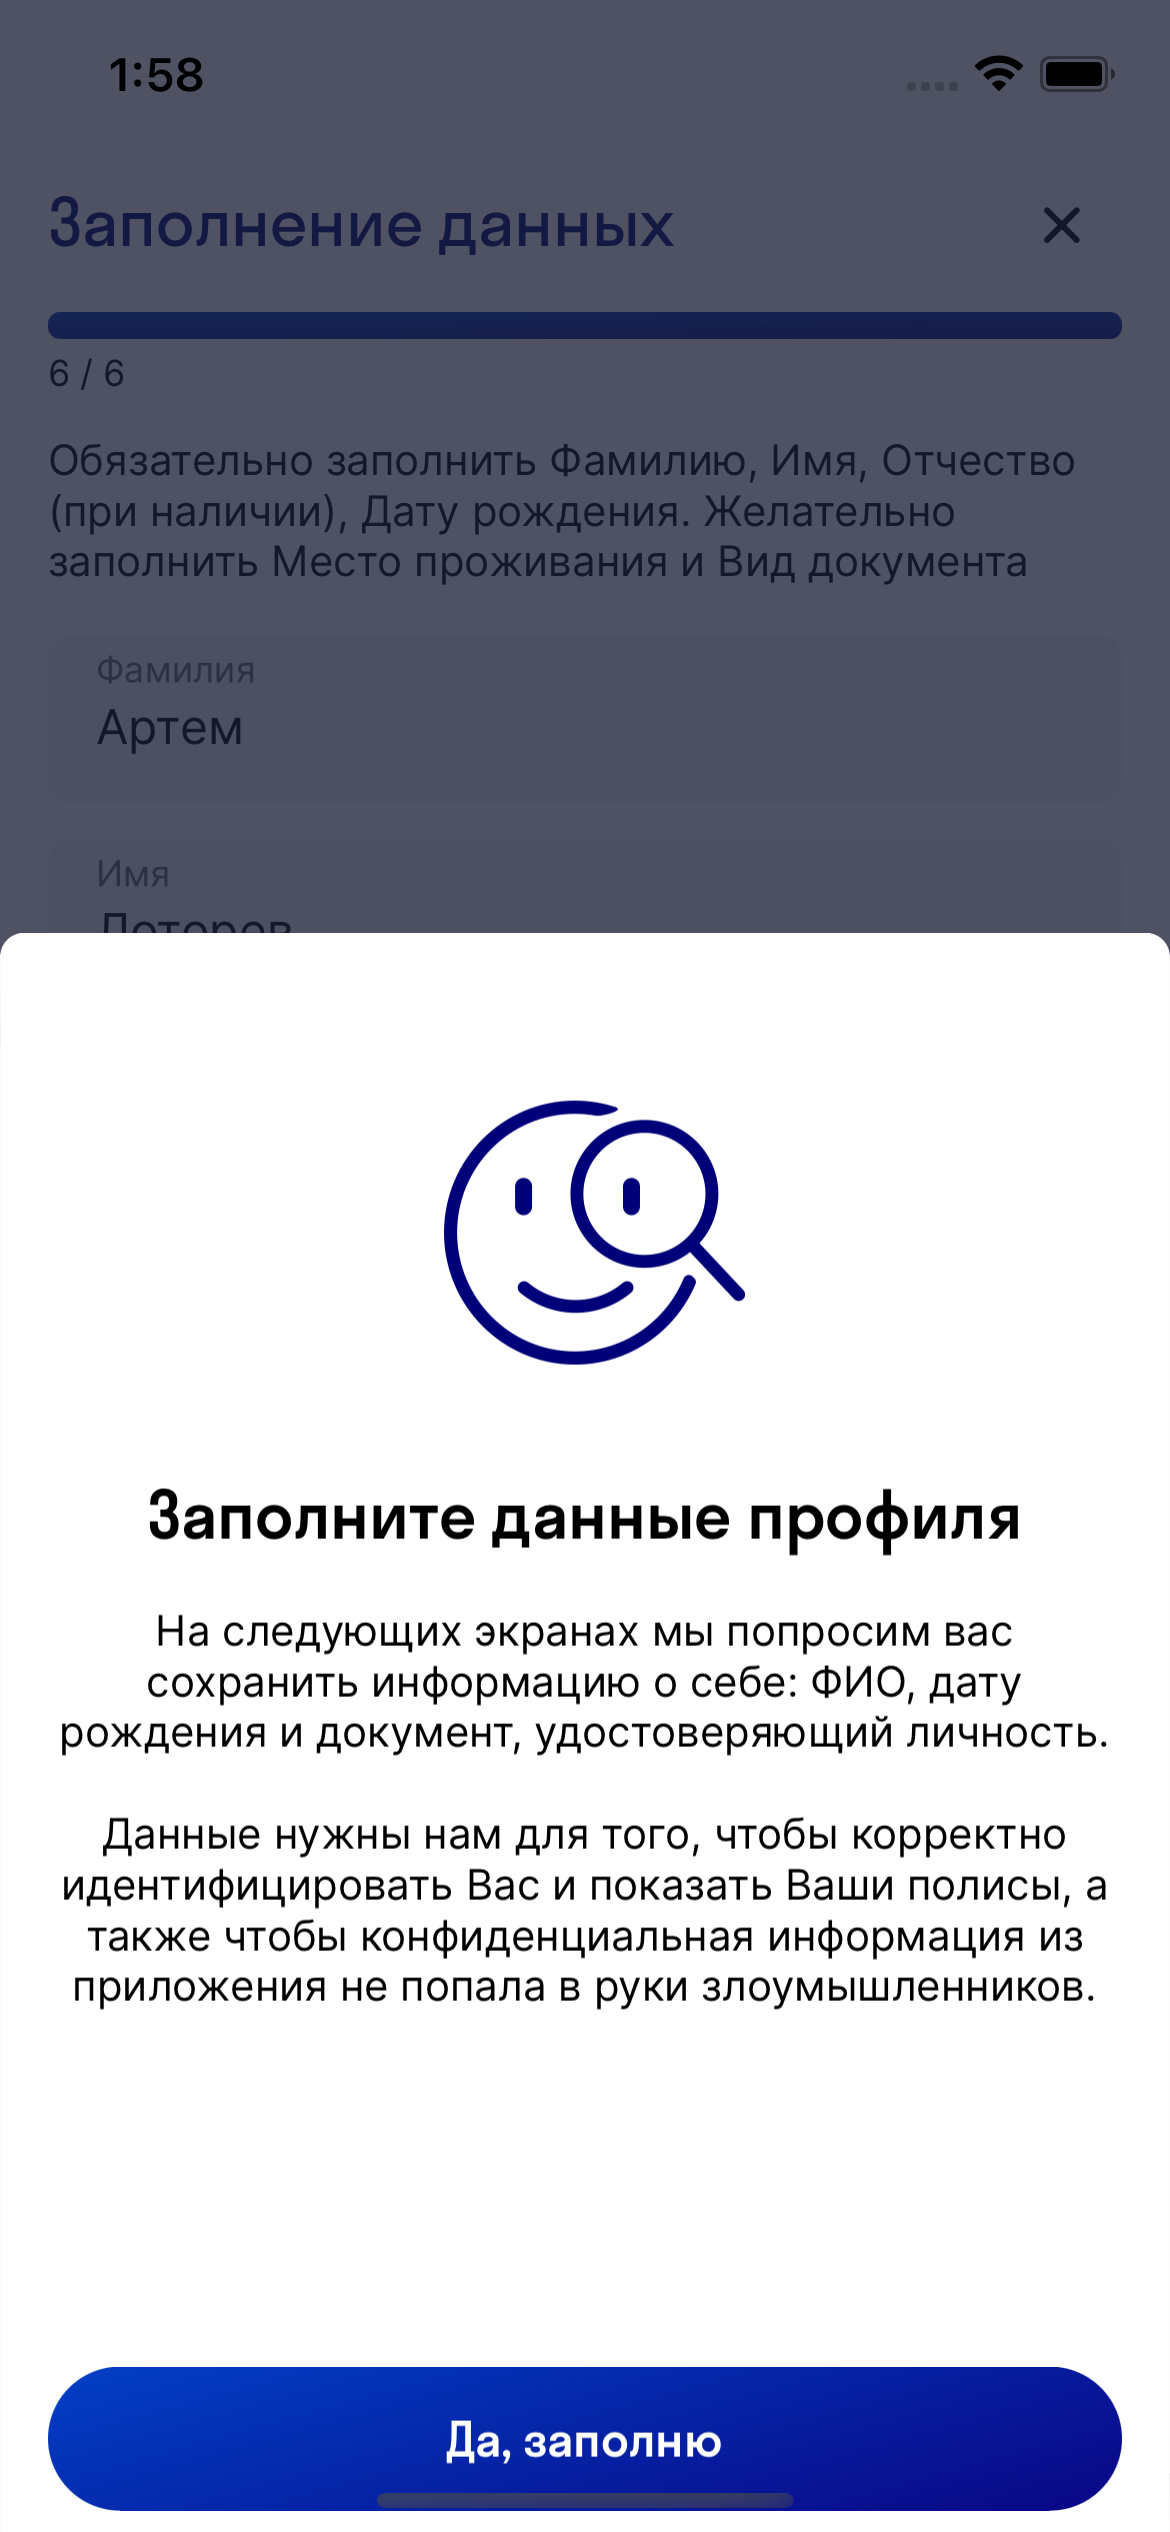 1:58
Заполнение данных
6 / 6
Обязательно заполнить Фамилию, Имя, Отчество
(при наличии), Дату рождения. Желательно
заполнить Место проживания и Вид документа
Фамилия
Артем
Имя
Заполните данные профиля
На следующих экранах мы попросим вас
сохранить информацию о себе: ФИО, дату
рождения и документ, удостоверяющий личность.
Данные нужны нам для того, чтобы корректно
идентифицировать Вас и показать Ваши полисы, а
также чтобы конфиденциальная информация из
приложения не попала в руки злоумышленников.
Да, заполню